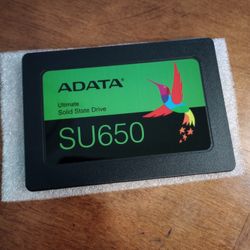 ADATA
Ultimate
Solid State Drive
SU650